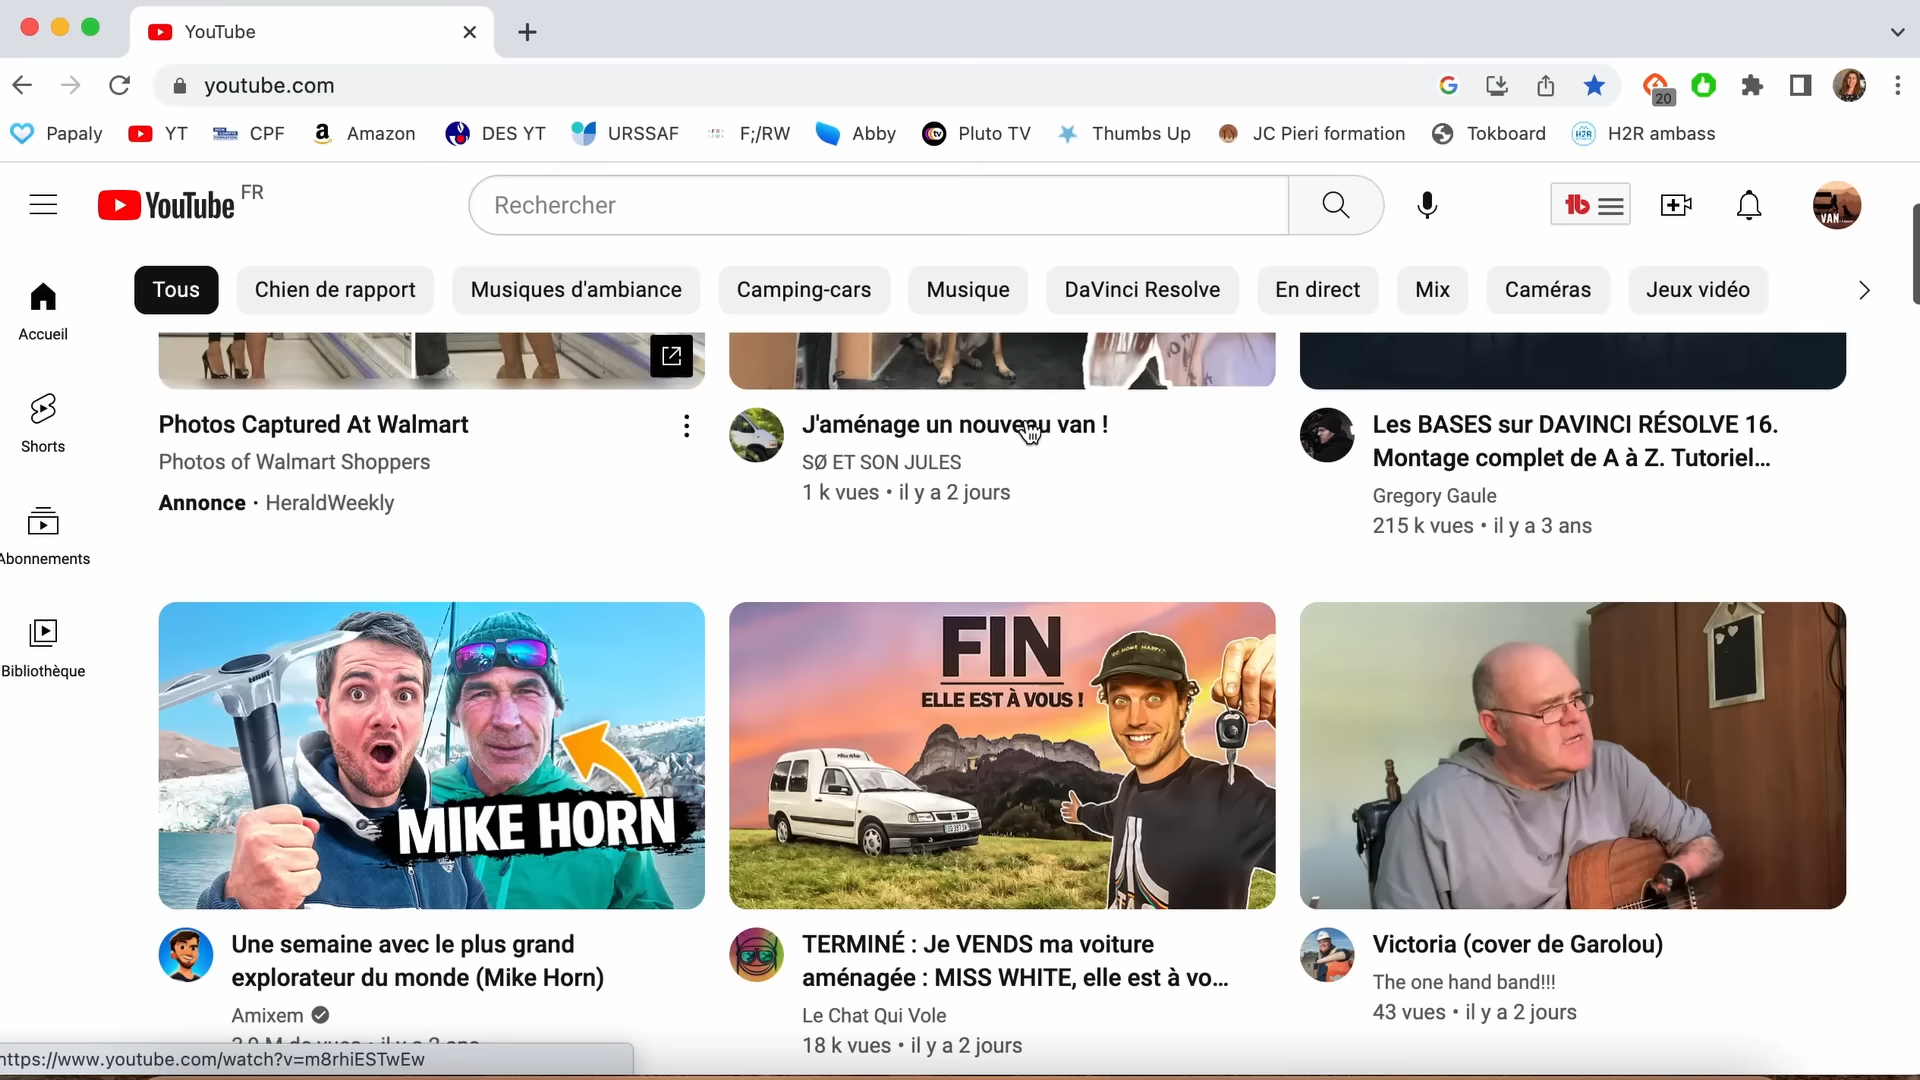 YouTube
youtube.com
20
Papaly YT CPF Amazon DES YT URSSAF F;/RW Abby Pluto TV Thumbs Up JC Pieri formation Tokboard H2R ambass
YouTube FR
Rechercher
tb
VAN
Tous Chien de rapport Musiques d'ambiance Camping-cars Musique DaVinci Resolve En direct Mix Caméras Jeux vidéo
Accueil
Shorts
Abonnements
Bibliothèque
Photos Captured At Walmart
Photos of Walmart Shoppers
Annonce · HeraldWeekly
J'aménage un nouveau van !
SØ ET SON JULES
1 k vues • il y a 2 jours
Les BASES sur DAVINCI RÉSOLVE 16.
Montage complet de A à Z. Tutoriel...
Gregory Gaule
215 k vues • il y a 3 ans
MIKE HORN
FIN
ELLE EST À VOUS !
Une semaine avec le plus grand
explorateur du monde (Mike Horn)
Amixem
TERMINÉ : Je VENDS ma voiture
aménagée : MISS WHITE, elle est à vo...
Le Chat Qui Vole
18 k vues • il y a 2 jours
Victoria (cover de Garolou)
The one hand band!!!
43 vues • il y a 2 jours
https://www.youtube.com/watch?v=m8rhiESTwEw